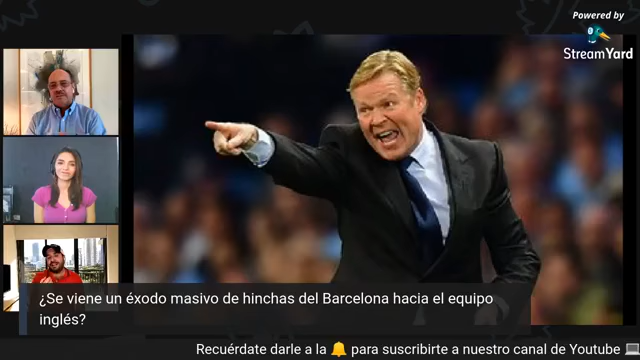 Powered by
StreamYard
¿Se viene un éxodo masivo de hinchas del Barcelona hacia el equipo
inglés?
Recuérdate darle a la 🔔 para suscribirte a nuestro canal de Youtube 💻